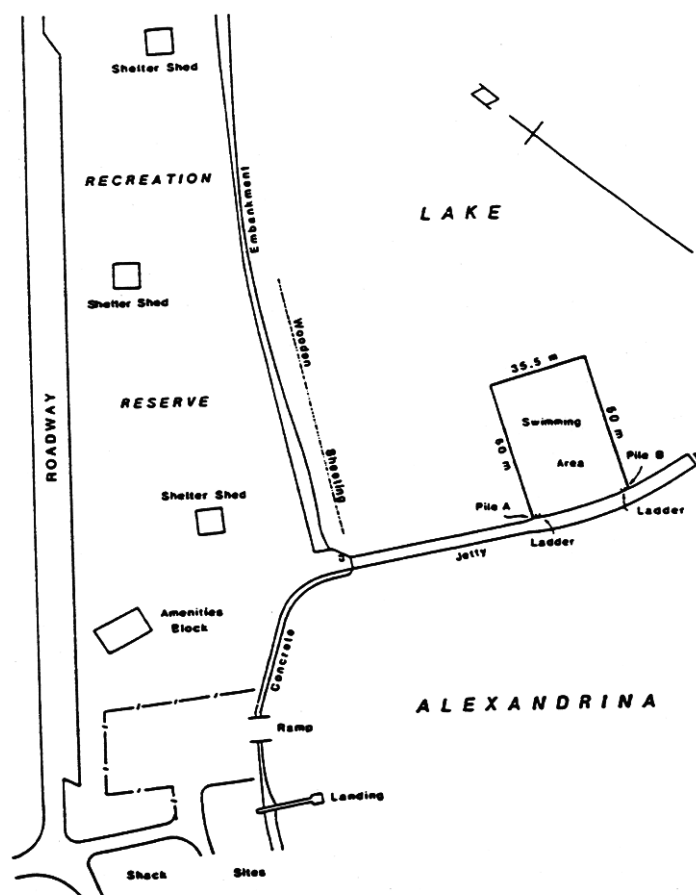 Shelter Shed
RECREATION
LAKE
Embankment
Shelter Shed
Wooden
35.5 m
RESERVE
ROADWAY
Swimming
Area
60 m
60 m
Sheeting
Pile B
Shelter Shed
Pile A
Ladder
Ladder
Jetty
Amenities
Block
Concrete
ALEXANDRINA
Ramp
Landing
Shack
Sites